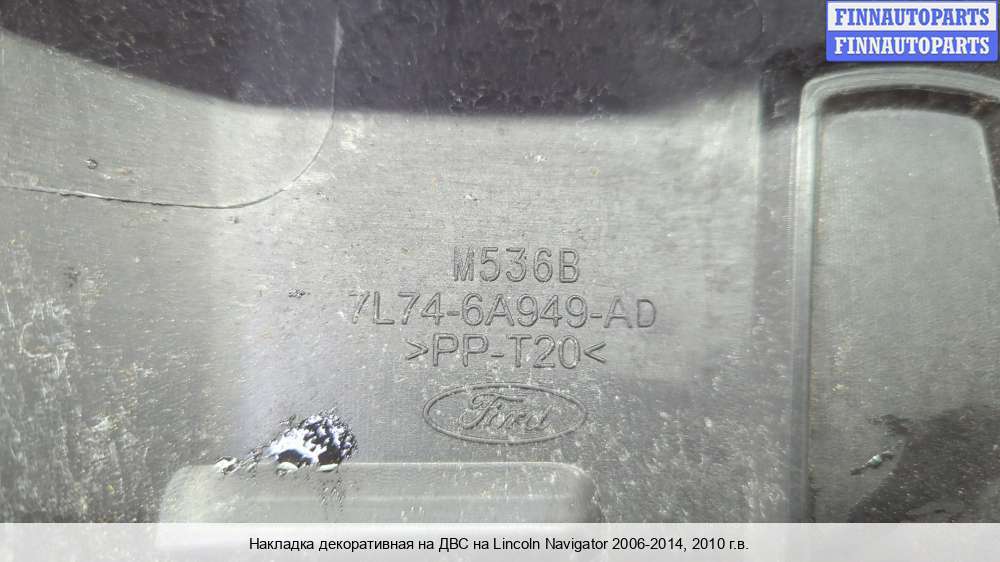 FINNAUTOPARTS
FINNAUTOPARTS
M536B
7L74-6A949-AD
>PP-T20<
Ford
Накладка декоративная на ДВС на Lincoln Navigator 2006-2014, 2010 г.в.